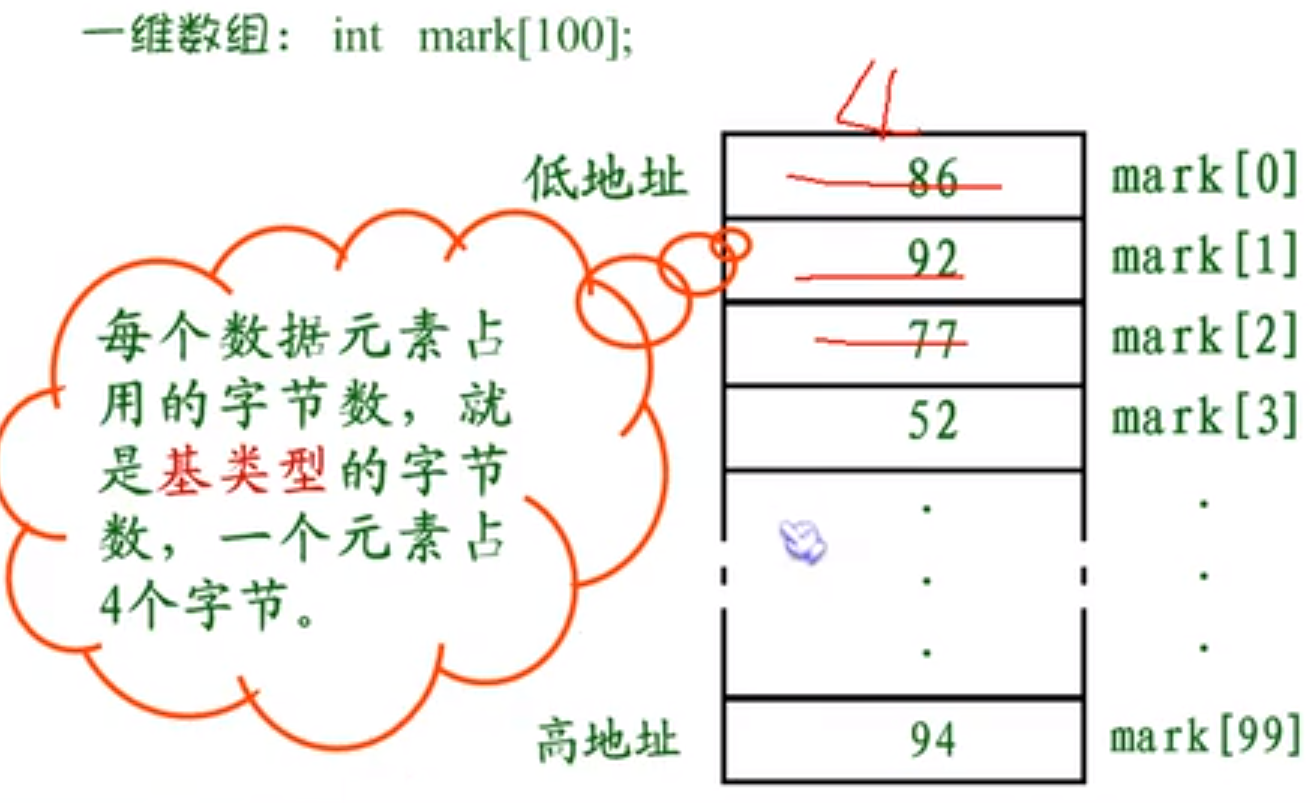 一维数组： int mark[100];
4
低地址 86 mark[0]
92 mark[1]
77 mark[2]
52 mark[3]
每个数据元素占
用的字节数，就
是基类型的字节
数，一个元素占
4个字节。
高地址 94 mark[99]